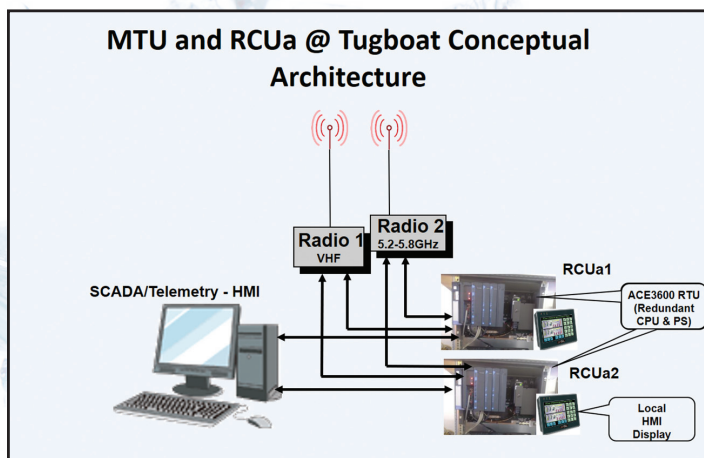 MTU and RCUa @ Tugboat Conceptual
Architecture
Radio 1
VHF
Radio 2
5.2-5.8GHz
SCADA/Telemetry - HMI
RCUa1
ACE3600 RTU
(Redundant
CPU & PS)
RCUa2
Local
HMI
Display